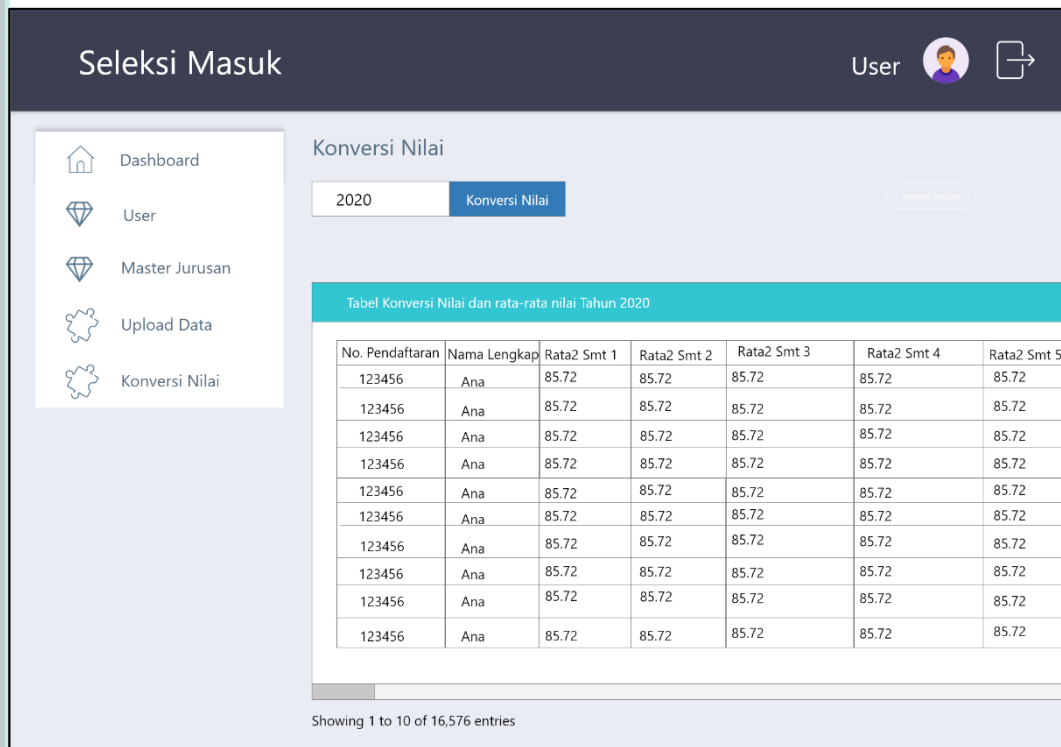 Seleksi Masuk
User
Dashboard
User
Master Jurusan
Upload Data
Konversi Nilai
Konversi Nilai
2020 Konversi Nilai
Tabel Konversi Nilai dan rata-rata nilai Tahun 2020
No. Pendaftaran Nama Lengkap Rata2 Smt 1 Rata2 Smt 2 Rata2 Smt 3 Rata2 Smt 4 Rata2 Smt 5
123456 Ana 85.72 85.72 85.72 85.72 85.72
123456 Ana 85.72 85.72 85.72 85.72 85.72
123456 Ana 85.72 85.72 85.72 85.72 85.72
123456 Ana 85.72 85.72 85.72 85.72 85.72
123456 Ana 85.72 85.72 85.72 85.72 85.72
123456 Ana 85.72 85.72 85.72 85.72 85.72
123456 Ana 85.72 85.72 85.72 85.72 85.72
123456 Ana 85.72 85.72 85.72 85.72 85.72
123456 Ana 85.72 85.72 85.72 85.72 85.72
123456 Ana 85.72 85.72 85.72 85.72 85.72
Showing 1 to 10 of 16,576 entries